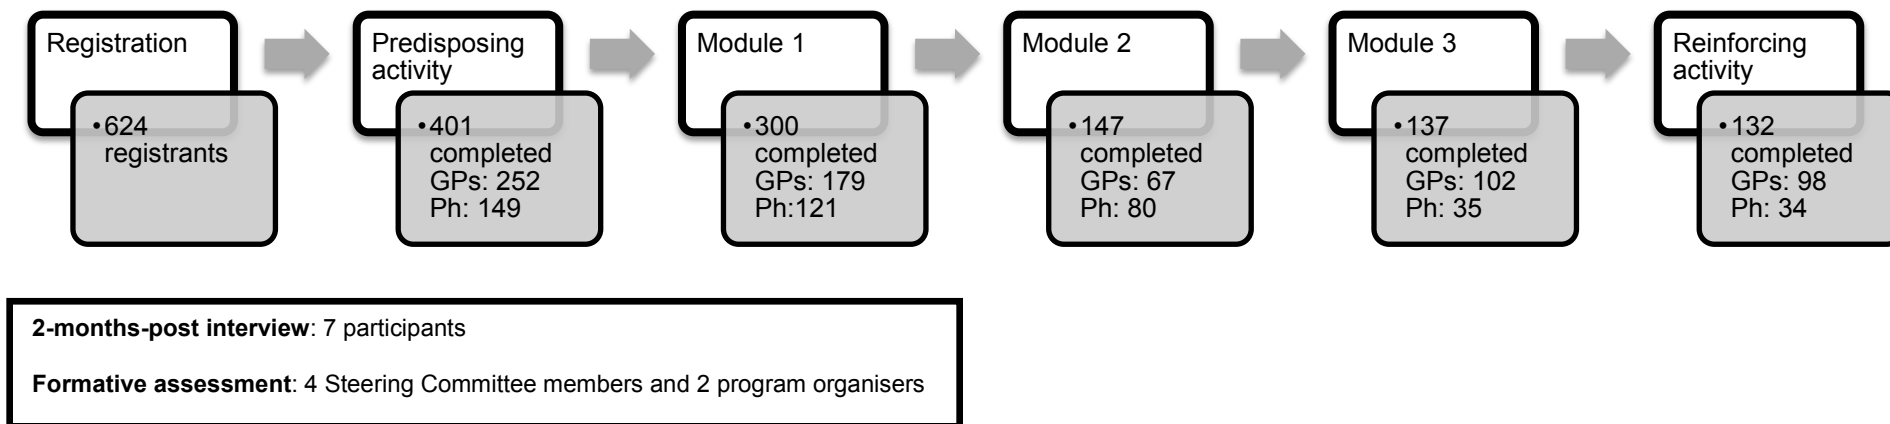 Registration
•624
registrants
Predisposing
activity
•401
completed
GPs: 252
Ph: 149
Module 1
•300
completed
GPs: 179
Ph:121
Module 2
•147
completed
GPs: 67
Ph: 80
Module 3
•137
completed
GPs: 102
Ph: 35
Reinforcing
activity
•132
completed
GPs: 98
Ph: 34
2-months-post interview: 7 participants
Formative assessment: 4 Steering Committee members and 2 program organisers